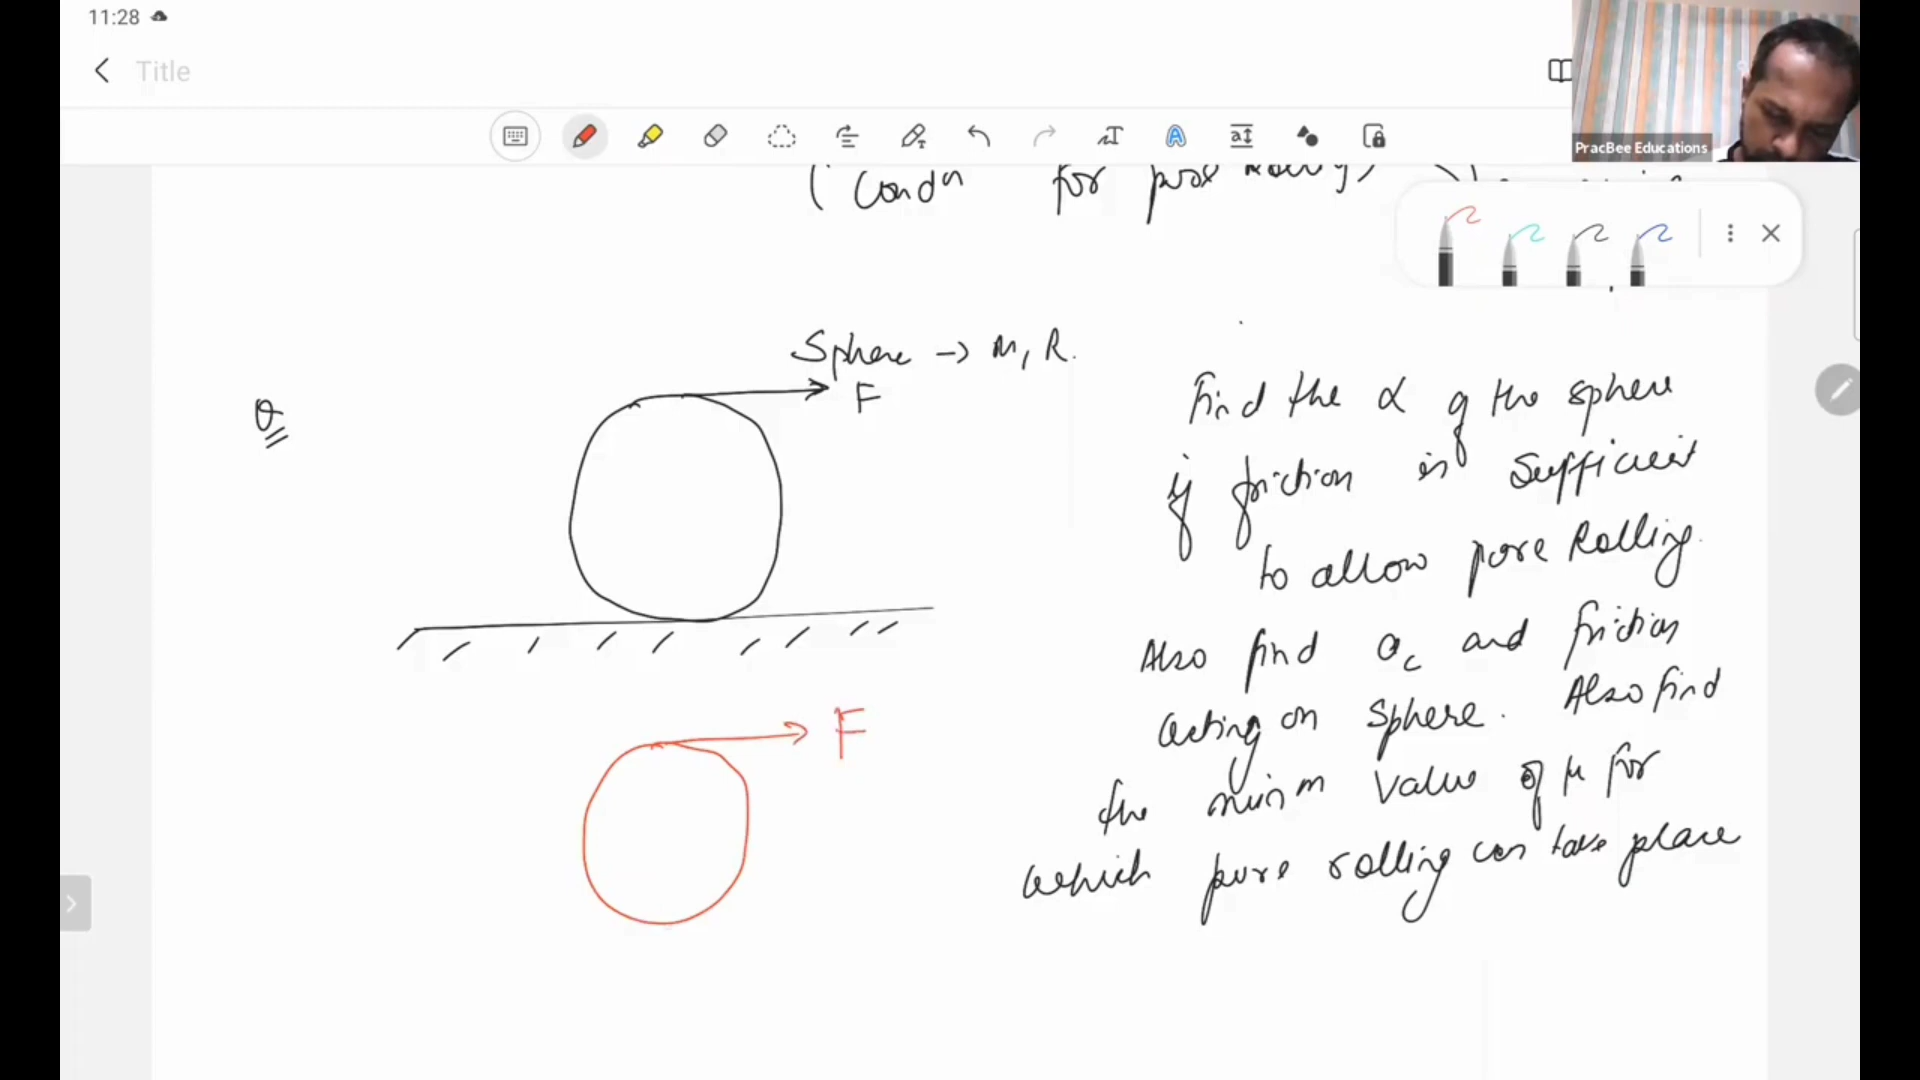 11:28
Title
PracBee Educations
(Condn for pure Rolling)
Sphere → M, R.
F
Q
Find the α of the sphere
if friction is sufficient
to allow pure Rolling.
Also find ac and friction
acting on sphere. Also find
the minm value of μ for
which pure rolling can take place
F